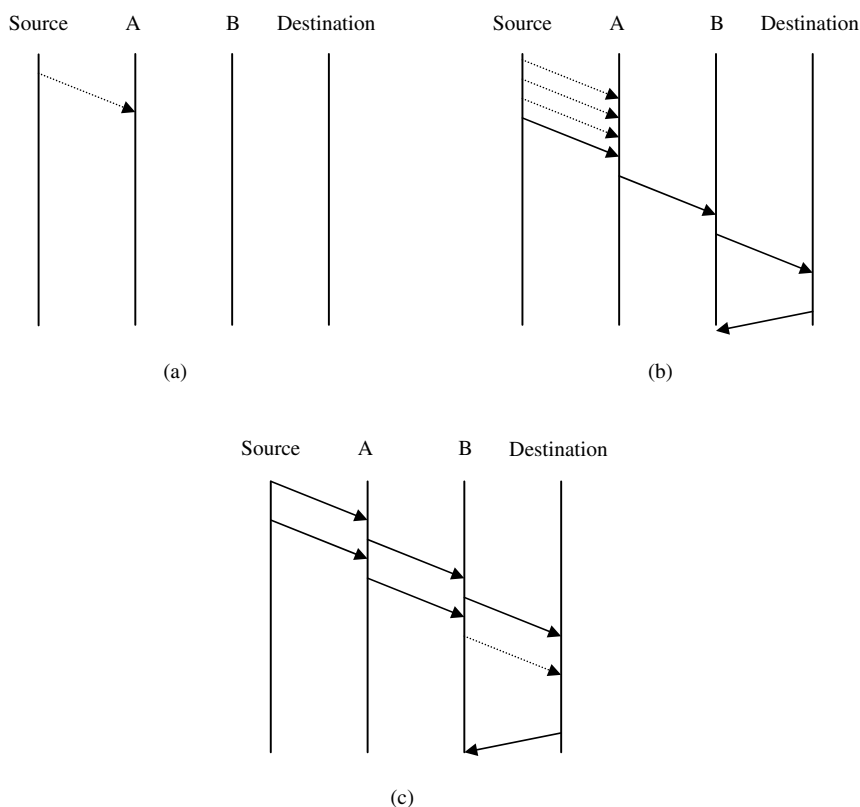 Source A B Destination
(a)
Source A B Destination
(b)
Source A B Destination
(c)